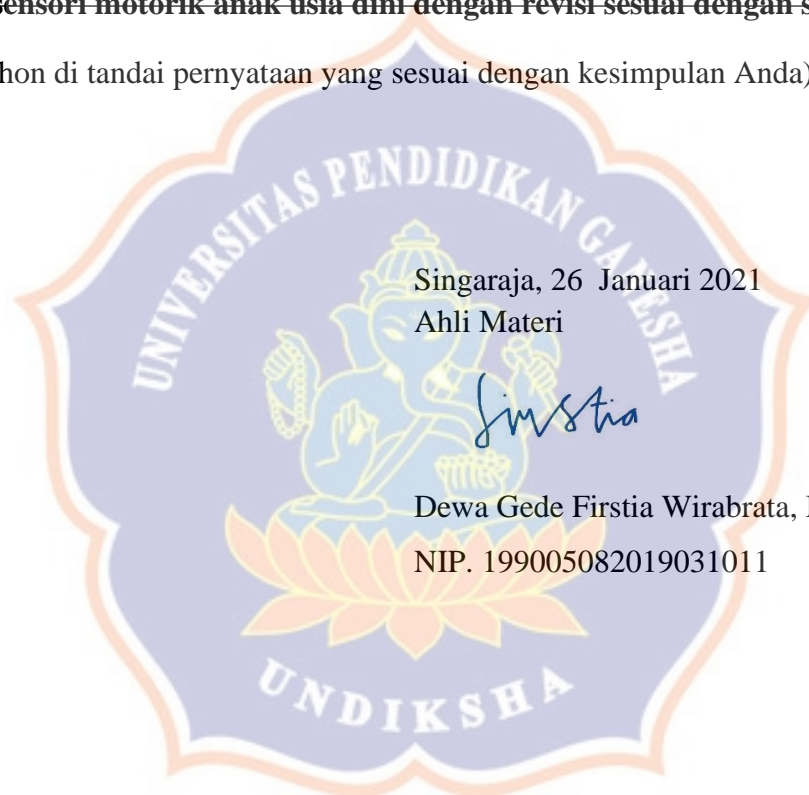 sensori motorik anak usia dini dengan revisi sesuai dengan s
hon di tandai pernyataan yang sesuai dengan kesimpulan Anda)
UNIVERSITAS PENDIDIKAN GANESHA
Singaraja, 26 Januari 2021
Ahli Materi
Firstia
Dewa Gede Firstia Wirabrata,
NIP. 199005082019031011
UNDIKSHA